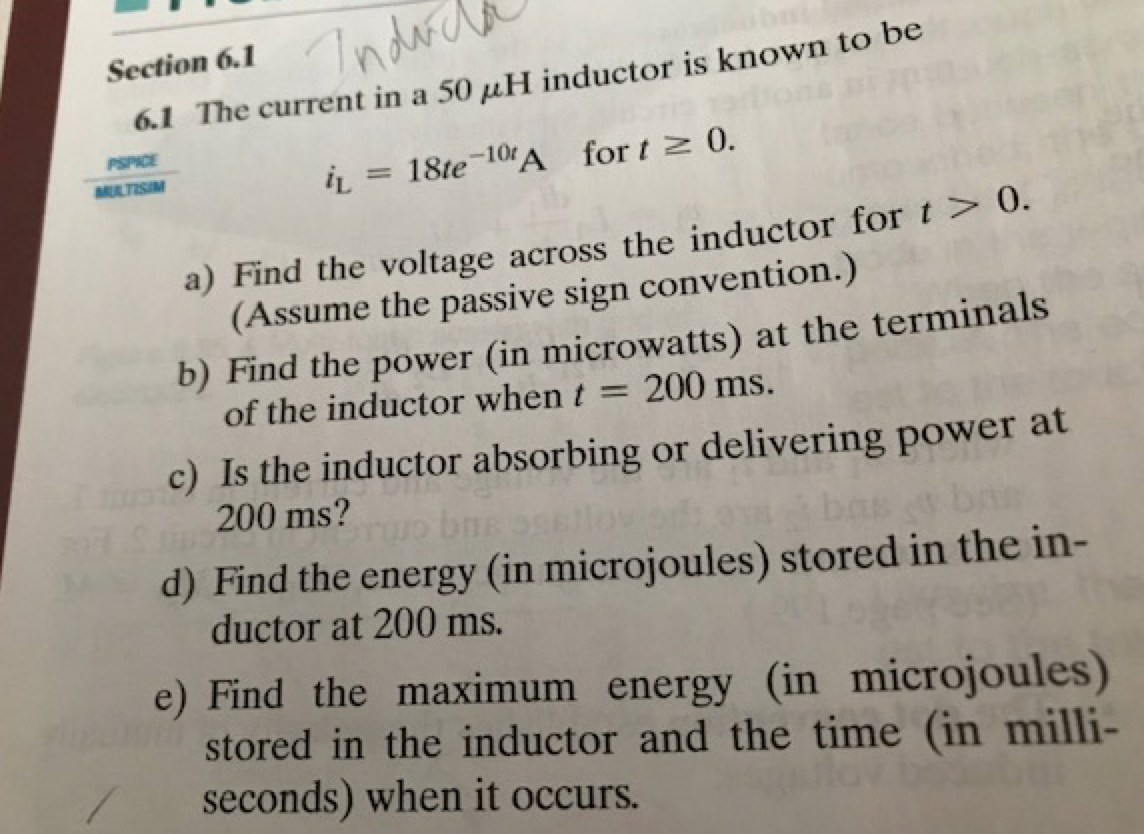 Inductor
Section 6.1
6.1 The current in a 50 μH inductor is known to be
PSPICE
MULTISIM
i_L = 18te^{-10t} A for t ≥ 0.
a) Find the voltage across the inductor for t > 0.
(Assume the passive sign convention.)
b) Find the power (in microwatts) at the terminals
of the inductor when t = 200 ms.
c) Is the inductor absorbing or delivering power at
200 ms?
d) Find the energy (in microjoules) stored in the in-
ductor at 200 ms.
e) Find the maximum energy (in microjoules)
stored in the inductor and the time (in milli-
seconds) when it occurs.